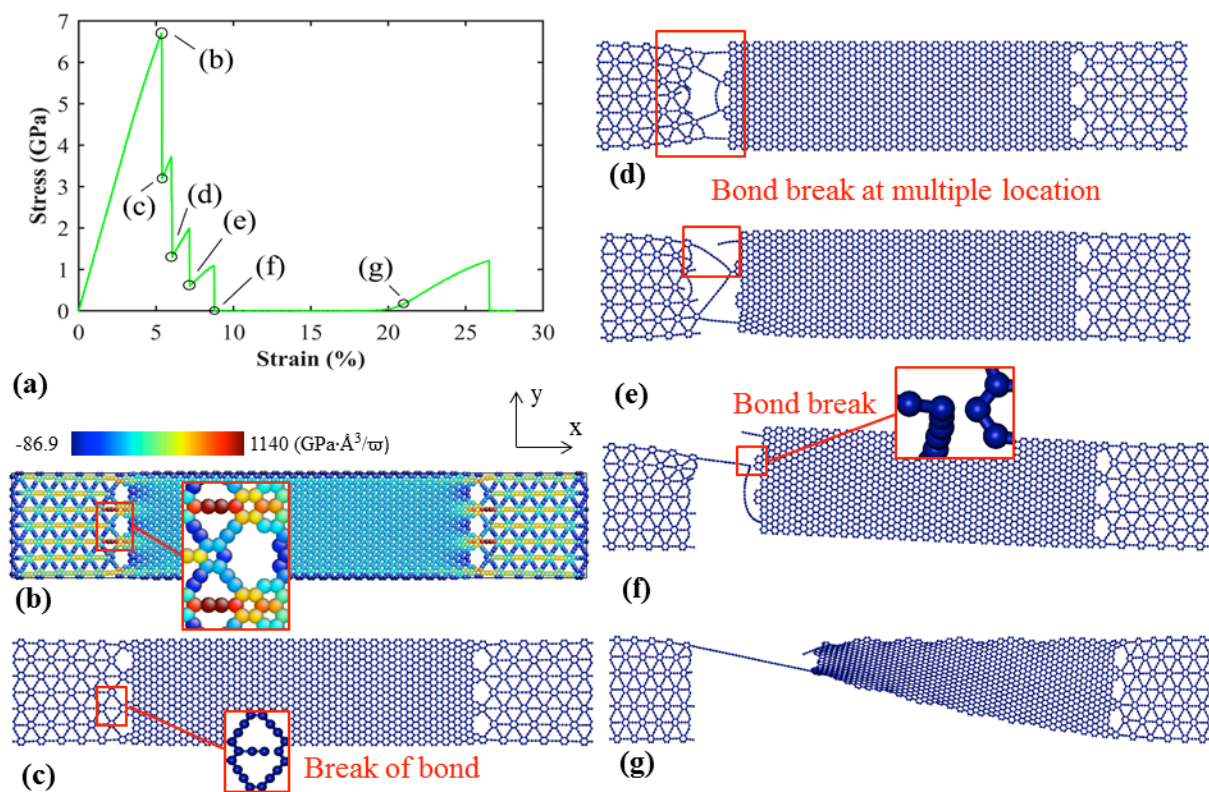 7
6
5
4
3
2
1
0
Stress (GPa)
(b)
(c)
(d)
(e)
(f)
(g)
0 5 10 15 20 25 30
Strain (%)
(a)
y
x
-86.9 1140 (GPa·Å³/ϖ)
(b)
Break of bond
(c)
(d)
Bond break at multiple location
(e)
Bond break
(f)
(g)